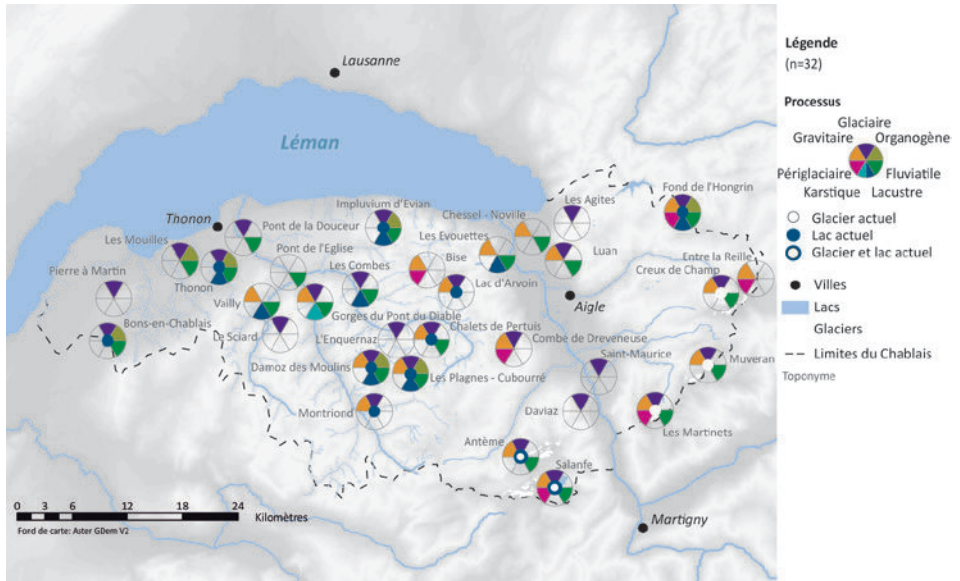 Lausanne
Léman
Thonon
Impluvium d'Evian
Chessel - Noville
Les Agites
Fond de l'Hongrin
Pont de la Douceur
Les Mouilles
Les Evouettes
Pont de l'Eglise
Bise
Luan
Entre la Reille
Creux de Champ
Les Combes
Pierre à Martin
Thonon
Lac d'Arvoin
Vailly
Aigle
Bons-en-Chablais
Gorges du Pont du Diable
Le Sciard
L'Enquernaz
Chalets de Pertuis
Combe de Dreveneuse
Saint-Maurice
Muveran
Damoz des Moulins
Les Plagnes - Cubourré
Montriond
Daviaz
Les Martinets
Antème
Salanfe
Martigny
0 3 6 12 18 24
Kilomètres
Ford de carte: Aster GDem V2
Légende
(n=32)
Processus
Glaciaire
Gravitaire Organogène
Périglaciaire Fluviatile
Karstique Lacustre
Glacier actuel
Lac actuel
Glacier et lac actuel
Villes
Lacs
Glaciers
Limites du Chablais
Toponyme